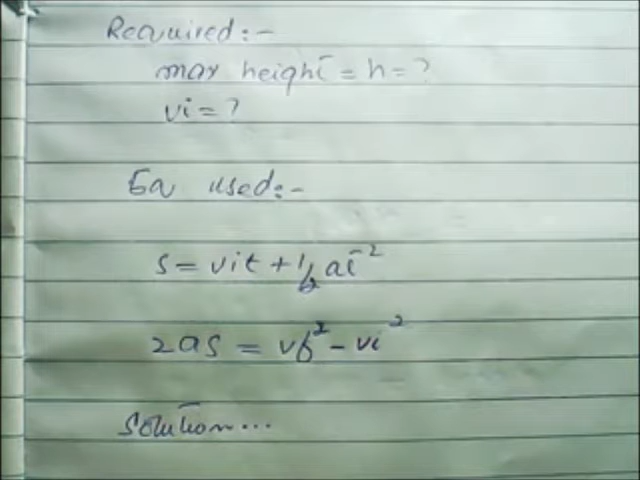 Required:-
max height = h = ?
vi = ?
Eq used:-
s = vit + 1/2 at²
2as = vf² - vi²
Solution...